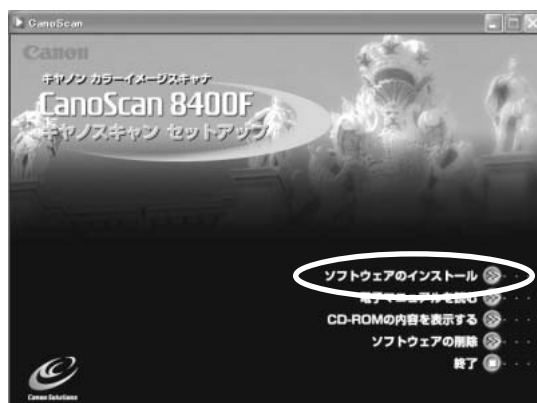 CanoScan
Canon
キヤノン カラーイメージスキャナ
CanoScan 8400F
キヤノスキャン セットアップ
ソフトウェアのインストール
電子マニュアルを読む
CD-ROMの内容を表示する
ソフトウェアの削除
終了
Canon Solutions